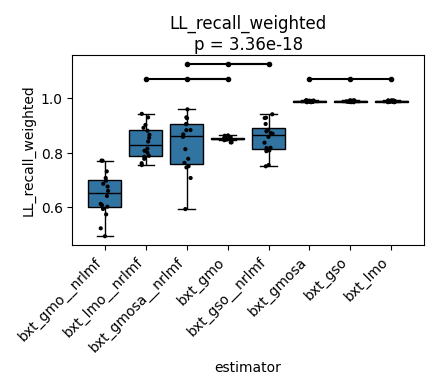 LL_recall_weighted
p = 3.36e-18
LL_recall_weighted
1.0
0.8
0.6
bxt_gmo__nrlmf
bxt_lmo__nrlmf
bxt_gmosa__nrlmf
bxt_gmo
bxt_gso__nrlmf
bxt_gmosa
bxt_gso
bxt_lmo
estimator